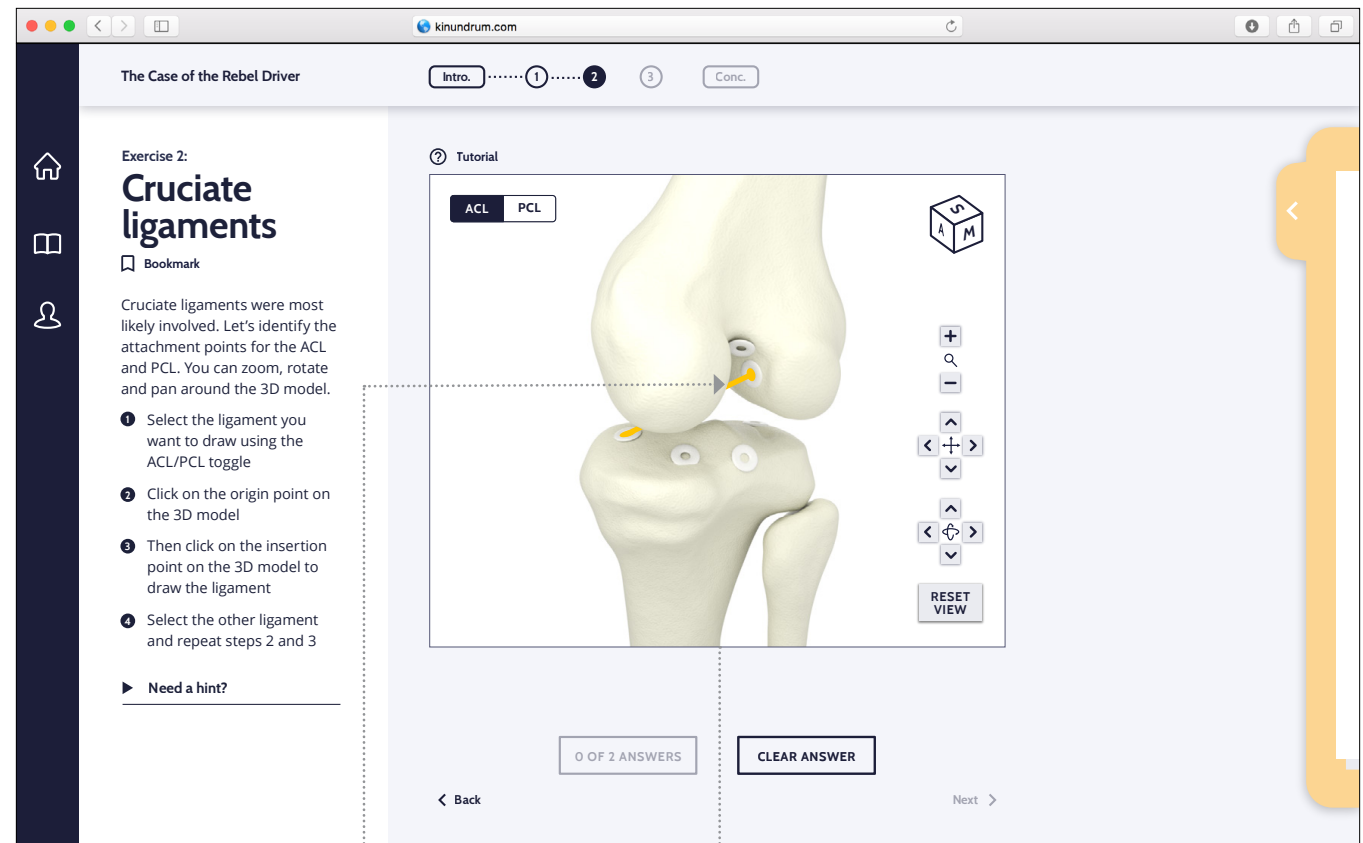 kinundrum.com
The Case of the Rebel Driver
Intro. 1 2 3 Conc.
Exercise 2:
Cruciate
ligaments
Bookmark
Cruciate ligaments were most
likely involved. Let’s identify the
attachment points for the ACL
and PCL. You can zoom, rotate
and pan around the 3D model.
1 Select the ligament you
want to draw using the
ACL/PCL toggle
2 Click on the origin point on
the 3D model
3 Then click on the insertion
point on the 3D model to
draw the ligament
4 Select the other ligament
and repeat steps 2 and 3
Need a hint?
Tutorial
ACL PCL
S
A M
RESET
VIEW
0 OF 2 ANSWERS
CLEAR ANSWER
Back
Next